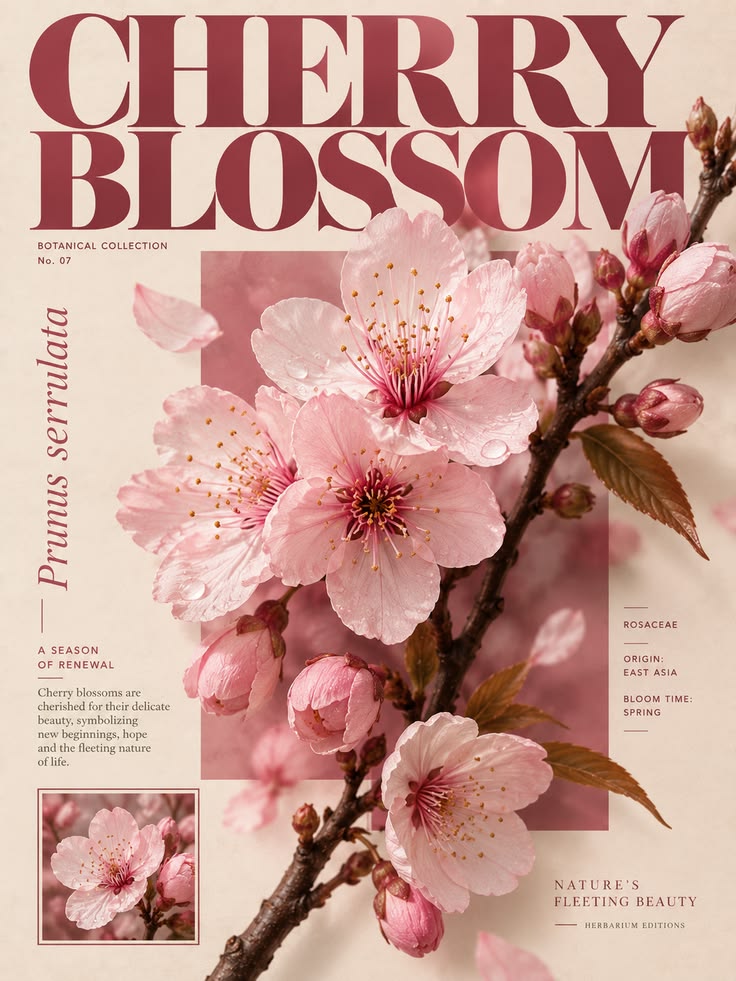 CHERRY
BLOSSOM
BOTANICAL COLLECTION
No. 07
Prunus serrulata
A SEASON
OF RENEWAL
Cherry blossoms are
cherished for their delicate
beauty, symbolizing
new beginnings, hope
and the fleeting nature
of life.
ROSACEAE
ORIGIN:
EAST ASIA
BLOOM TIME:
SPRING
NATURE'S
FLEETING BEAUTY
HERBARIUM EDITIONS